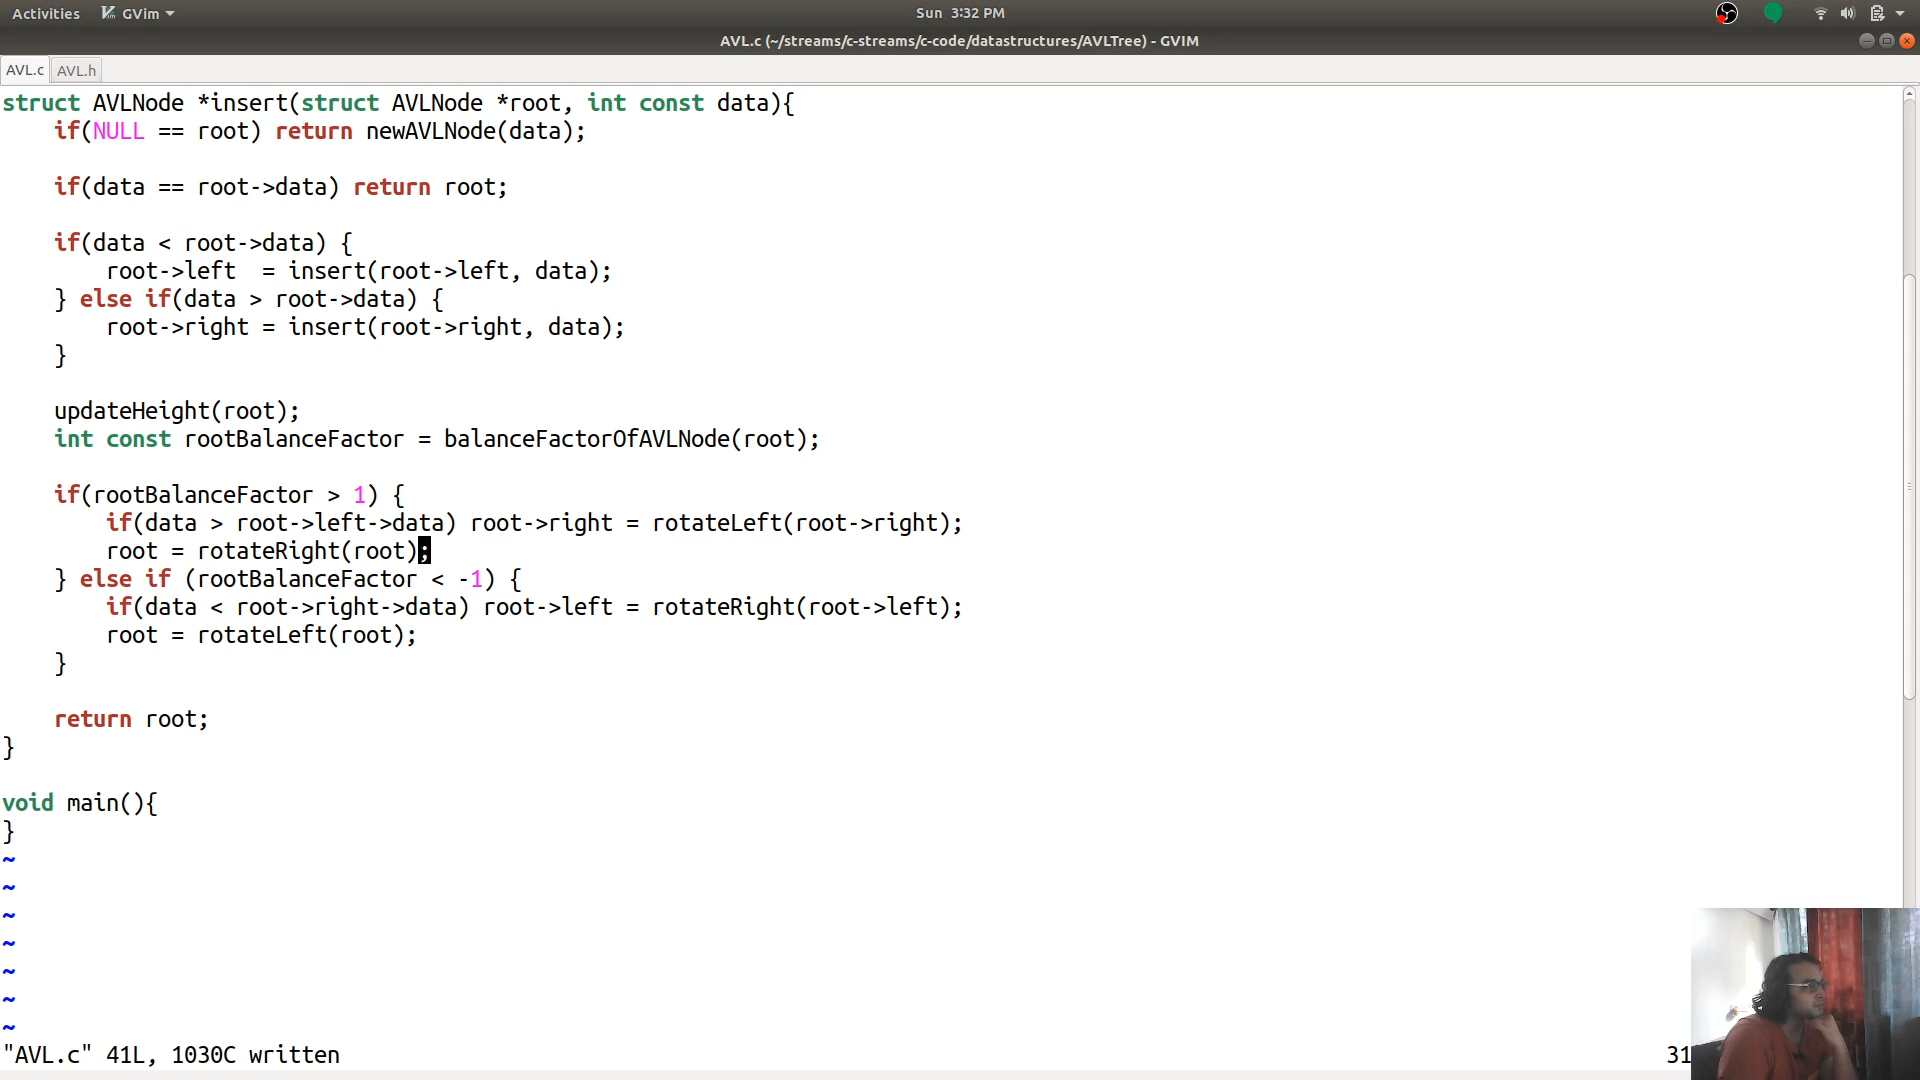 Activities GVim Sun 3:32 PM
AVL.c (~/streams/c-streams/c-code/datastructures/AVLTree) - GVIM
AVL.c AVL.h
struct AVLNode *insert(struct AVLNode *root, int const data){
    if(NULL == root) return newAVLNode(data);
    if(data == root->data) return root;
    if(data < root->data) {
        root->left  = insert(root->left, data);
    } else if(data > root->data) {
        root->right = insert(root->right, data);
    }
    updateHeight(root);
    int const rootBalanceFactor = balanceFactorOfAVLNode(root);
    if(rootBalanceFactor > 1) {
        if(data > root->left->data) root->right = rotateLeft(root->right);
        root = rotateRight(root);
    } else if (rootBalanceFactor < -1) {
        if(data < root->right->data) root->left = rotateRight(root->left);
        root = rotateLeft(root);
    }
    return root;
}
void main(){
}
~
~
~
~
~
~
~
"AVL.c" 41L, 1030C written 31